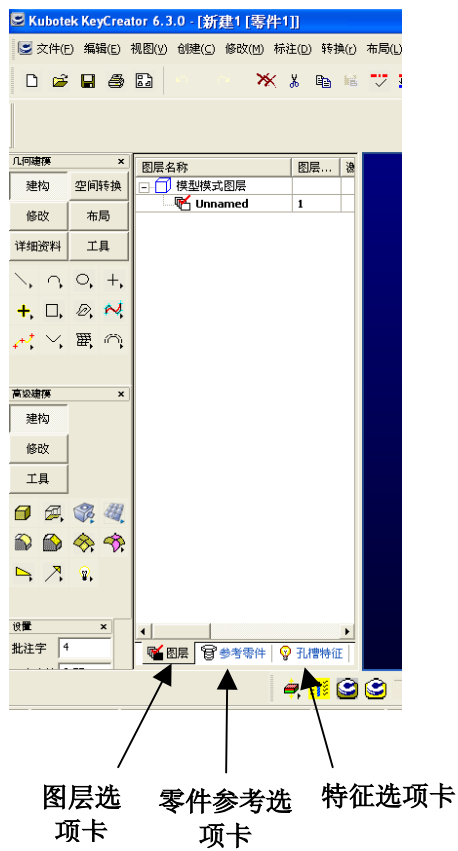 Kubotek KeyCreator 6.3.0 - [新建1 [零件1]]
文件(F) 编辑(E) 视图(V) 创建(C) 修改(M) 标注(D) 转换(r) 布局(L)
几何建模 ×
建构 空间转换
修改 布局
详细资料 工具
高级建模 ×
建构
修改
工具
设置 ×
批注字 4
图层名称 图层...
模型模式图层
Unnamed 1
图层 参考零件 孔槽特征
图层选项卡
零件参考选项卡
特征选项卡